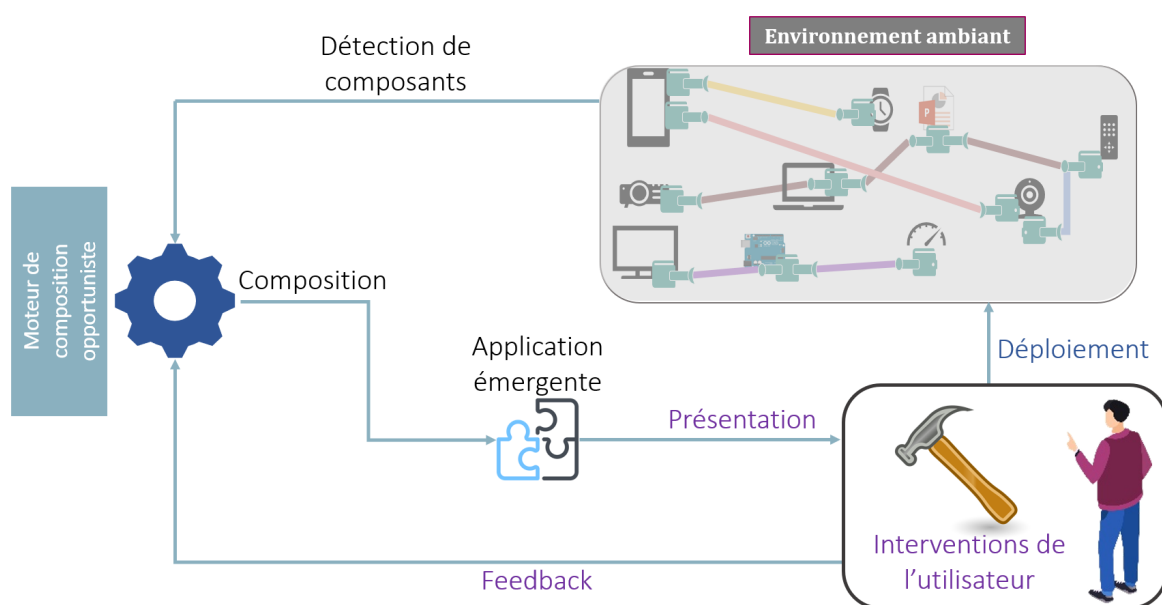 Détection de
composants
Environnement ambiant
P
Moteur de
composition
opportuniste
Composition
Application
émergente
Présentation
Déploiement
Interventions de
l'utilisateur
Feedback